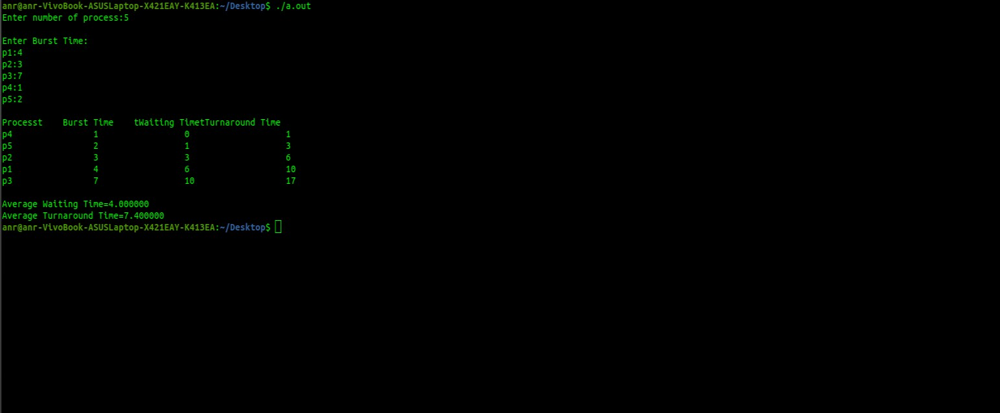 anr@anr-VivoBook-ASUSLaptop-X421EAY-K413EA:~/Desktop$ ./a.out
Enter number of process:5
Enter Burst Time:
p1:4
p2:3
p3:7
p4:1
p5:2
Processt    Burst Time    tWaiting TimetTurnaround Time
p4                1                 0                   1
p5                2                 1                   3
p2                3                 3                   6
p1                4                 6                   10
p3                7                 10                  17
Average Waiting Time=4.000000
Average Turnaround Time=7.400000
anr@anr-VivoBook-ASUSLaptop-X421EAY-K413EA:~/Desktop$